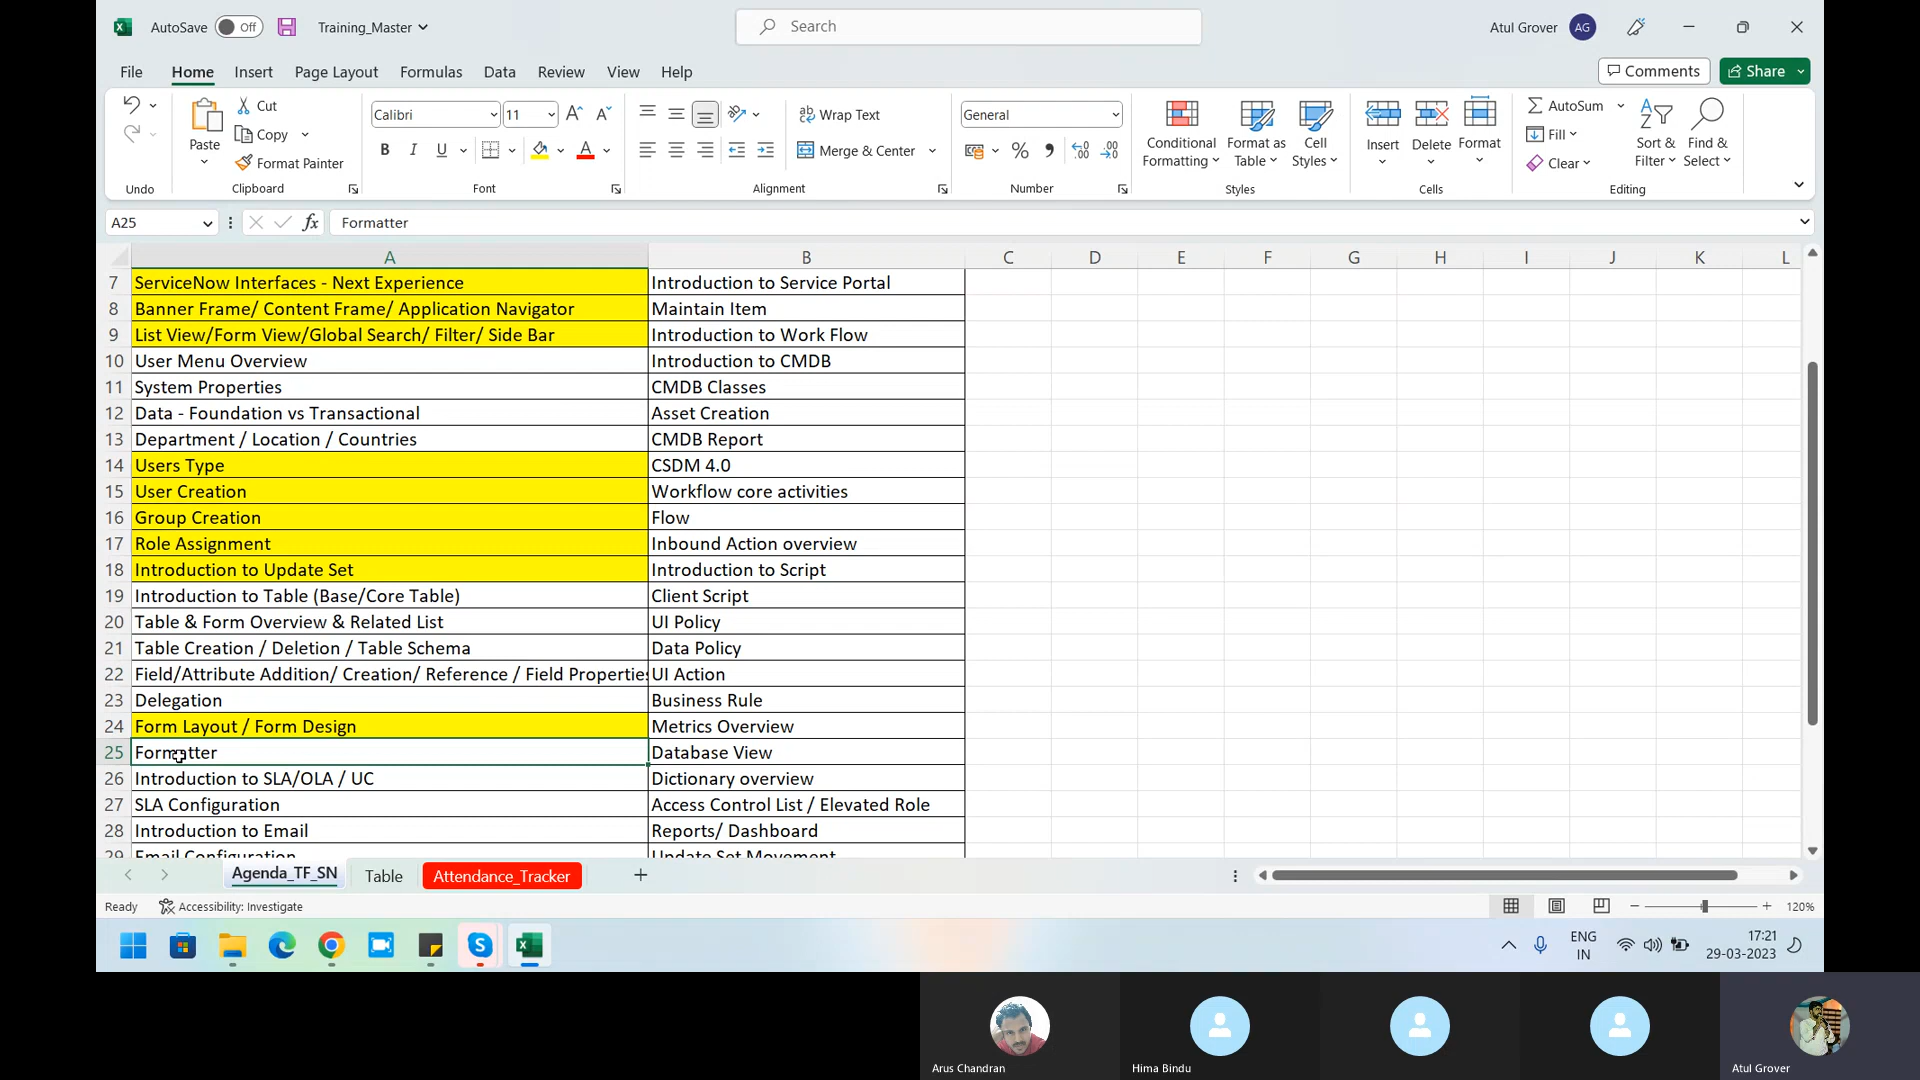 AutoSave Off Training_Master Search Atul Grover AG
File Home Insert Page Layout Formulas Data Review View Help Comments Share
Cut Calibri 11 Wrap Text General AutoSum
Copy Conditional Format as Cell Insert Delete Format Fill Sort & Find &
Paste Format Painter B I U Merge & Center Formatting Table Styles Clear Filter Select
Undo Clipboard Font Alignment Number Styles Cells Editing
A25 fx Formatter
A B C D E F G H I J K L
7 ServiceNow Interfaces - Next Experience Introduction to Service Portal
8 Banner Frame/ Content Frame/ Application Navigator Maintain Item
9 List View/Form View/Global Search/ Filter/ Side Bar Introduction to Work Flow
10 User Menu Overview Introduction to CMDB
11 System Properties CMDB Classes
12 Data - Foundation vs Transactional Asset Creation
13 Department / Location / Countries CMDB Report
14 Users Type CSDM 4.0
15 User Creation Workflow core activities
16 Group Creation Flow
17 Role Assignment Inbound Action overview
18 Introduction to Update Set Introduction to Script
19 Introduction to Table (Base/Core Table) Client Script
20 Table & Form Overview & Related List UI Policy
21 Table Creation / Deletion / Table Schema Data Policy
22 Field/Attribute Addition/ Creation/ Reference / Field Properties UI Action
23 Delegation Business Rule
24 Form Layout / Form Design Metrics Overview
25 Formatter Database View
26 Introduction to SLA/OLA / UC Dictionary overview
27 SLA Configuration Access Control List / Elevated Role
28 Introduction to Email Reports/ Dashboard
29 Email Configuration Update Set Movement
Agenda_TF_SN Table Attendance_Tracker
Ready Accessibility: Investigate 120%
ENG 17:21
IN 29-03-2023
Arus Chandran Hima Bindu Atul Grover